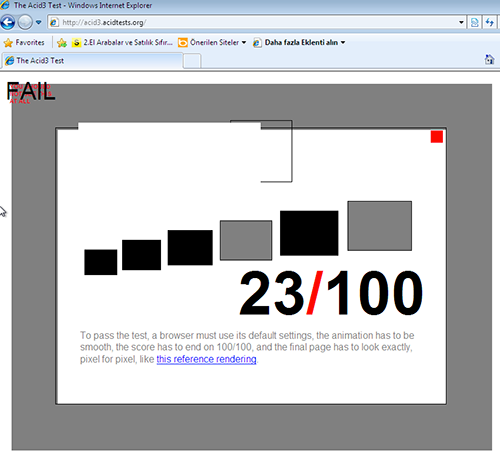 The Acid3 Test - Windows Internet Explorer
http://acid3.acidtests.org/
Favorites 2.El Arabalar ve Satılık Sıfır... Önerilen Siteler Daha fazla Eklenti alın
The Acid3 Test
FAIL
AT ALL
23/100
To pass the test, a browser must use its default settings, the animation has to be
smooth, the score has to end on 100/100, and the final page has to look exactly,
pixel for pixel, like this reference rendering.